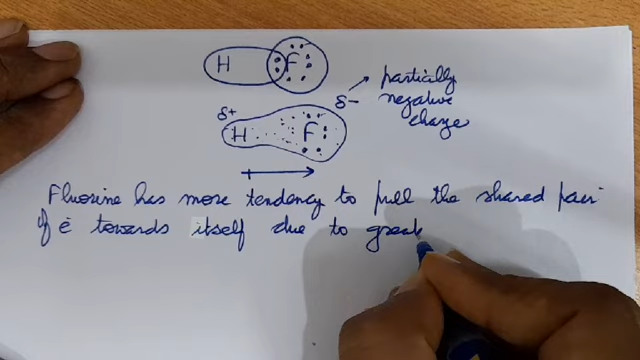 H F
δ- partially
negative
charge
δ+
H F
Fluorine has more tendency to pull the shared pair
of ē towards itself due to great